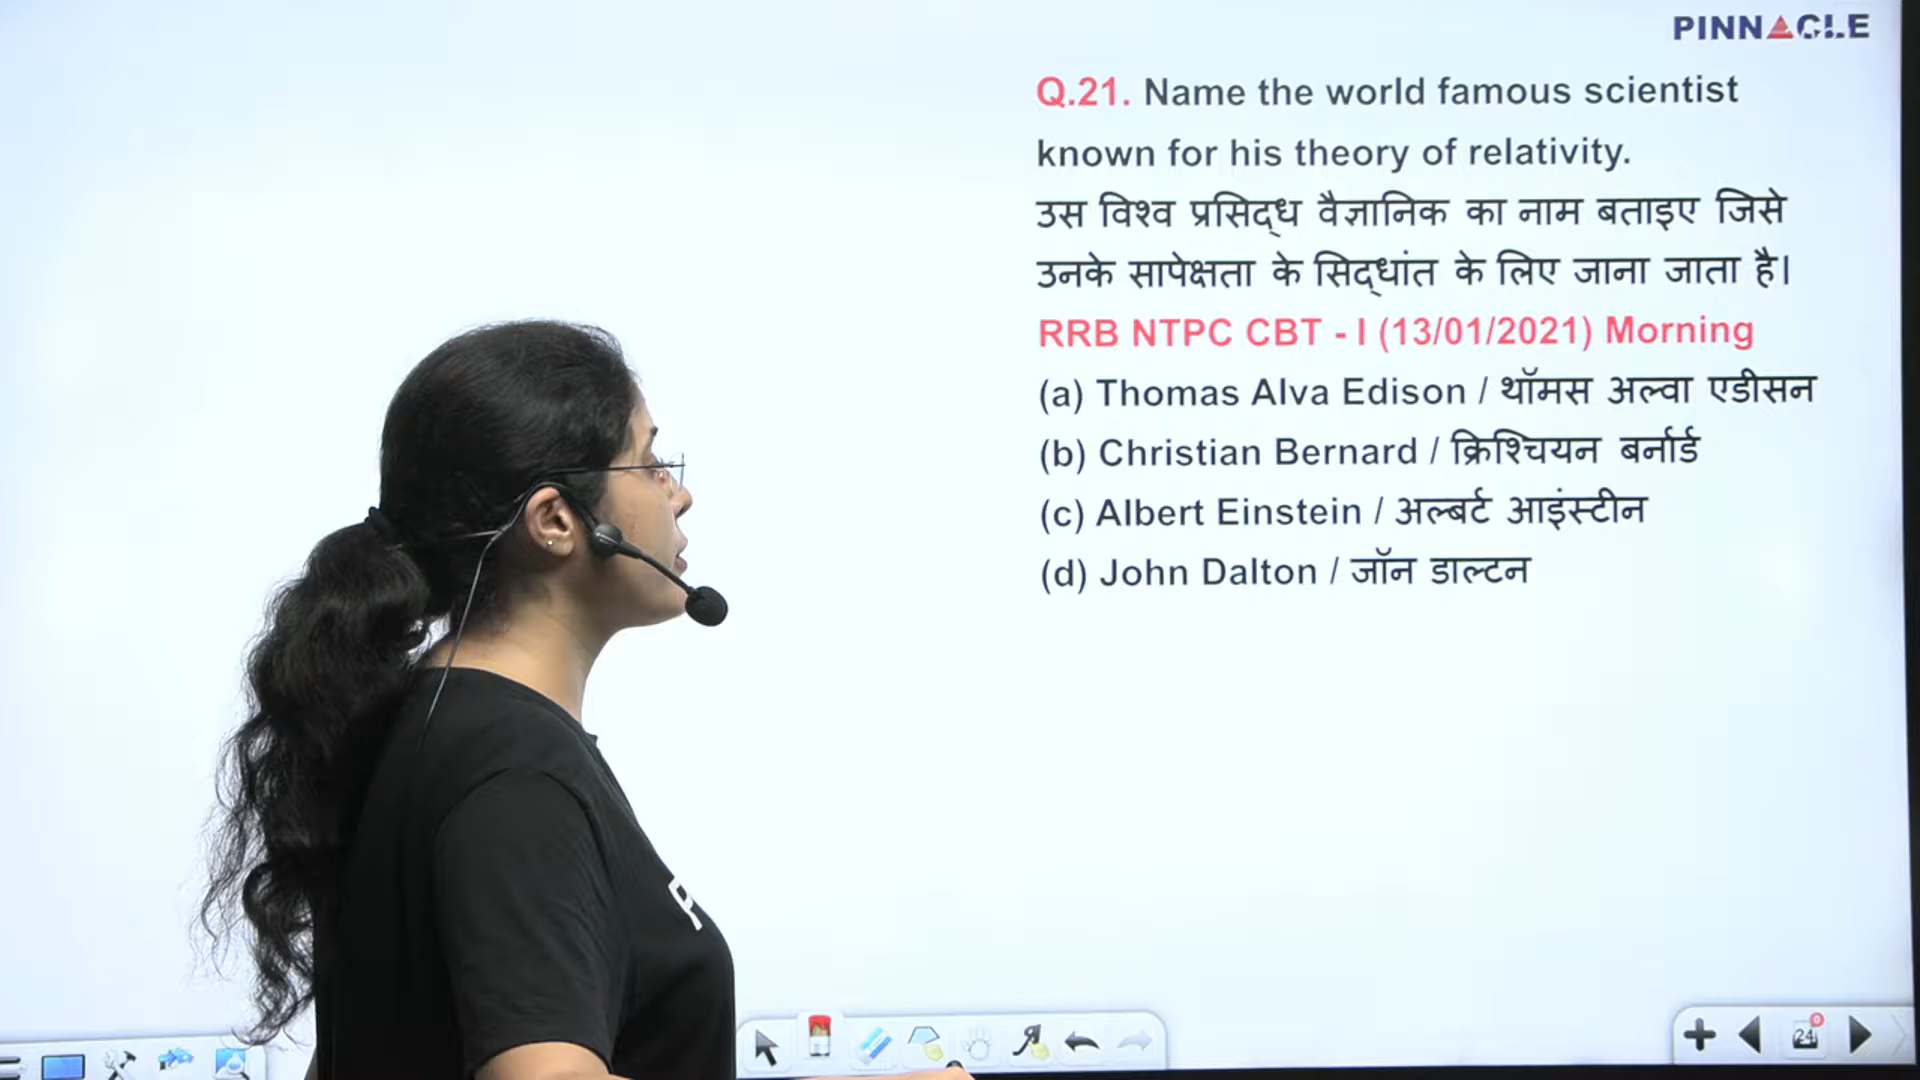 PINNACLE
Q.21. Name the world famous scientist
known for his theory of relativity.
उस विश्व प्रसिद्ध वैज्ञानिक का नाम बताइए जिसे
उनके सापेक्षता के सिद्धांत के लिए जाना जाता है।
RRB NTPC CBT - I (13/01/2021) Morning
(a) Thomas Alva Edison / थॉमस अल्वा एडीसन
(b) Christian Bernard / क्रिश्चियन बर्नार्ड
(c) Albert Einstein / अल्बर्ट आइंस्टीन
(d) John Dalton / जॉन डाल्टन
24